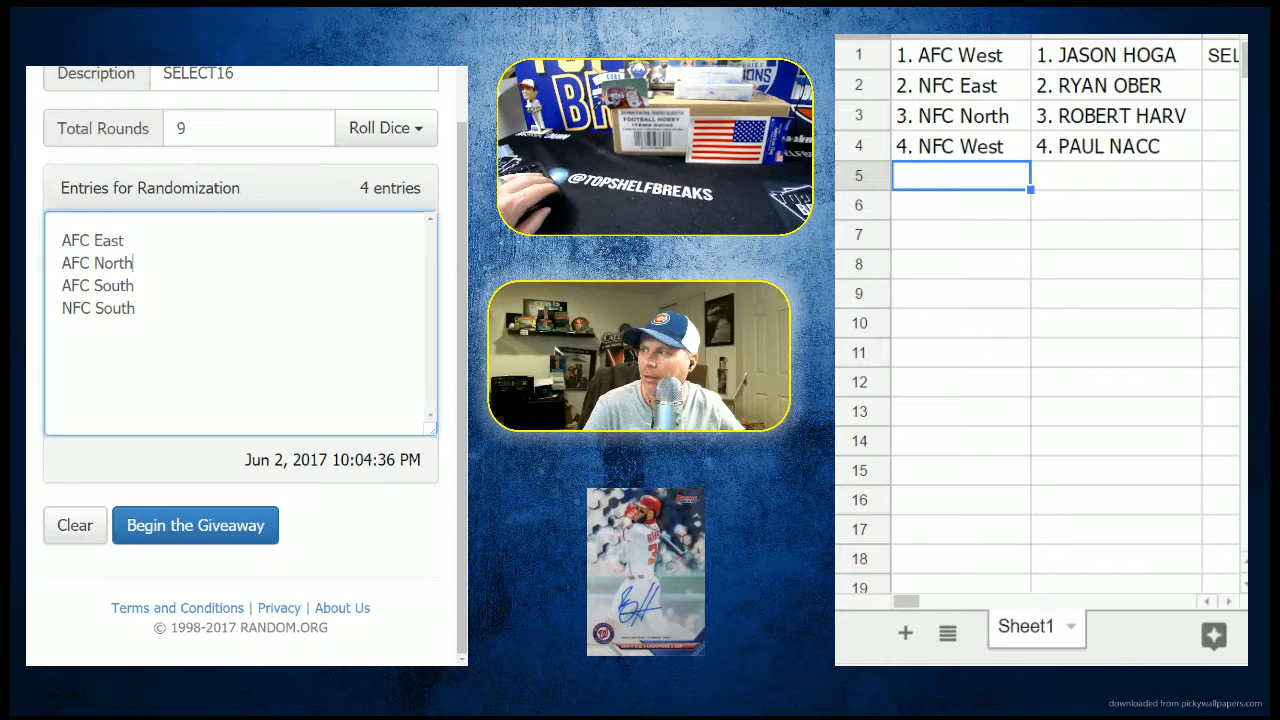 Description SELECT16
Total Rounds 9 Roll Dice
Entries for Randomization 4 entries
AFC East
AFC North
AFC South
NFC South
Jun 2, 2017 10:04:36 PM
Clear Begin the Giveaway
Terms and Conditions | Privacy | About Us
© 1998-2017 RANDOM.ORG
CUBS
FOOTBALL HOBBY
@TOPSHELFBREAKS
1 1. AFC West 1. JASON HOGA SEL
2 2. NFC East 2. RYAN OBER
3 3. NFC North 3. ROBERT HARV
4 4. NFC West 4. PAUL NACC
5
6
7
8
9
10
11
12
13
14
15
16
17
18
19
Sheet1
downloaded from pickywallpapers.com